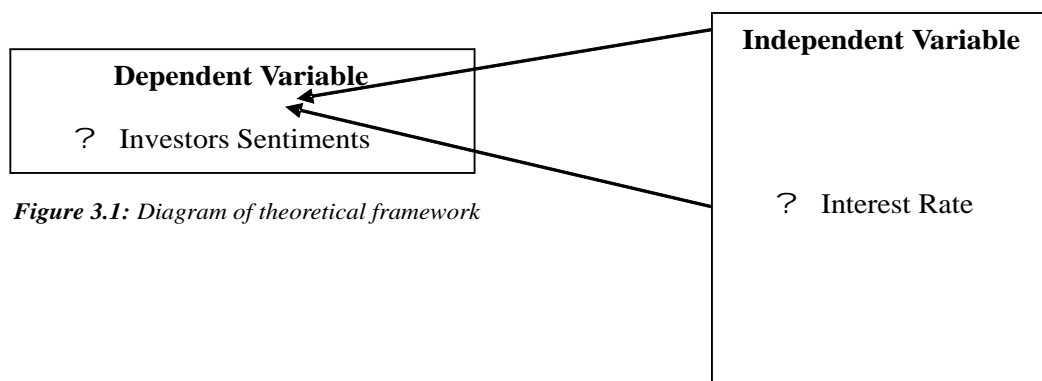 Independent Variable
Dependent Variable
? Investors Sentiments
Figure 3.1: Diagram of theoretical framework
? Interest Rate